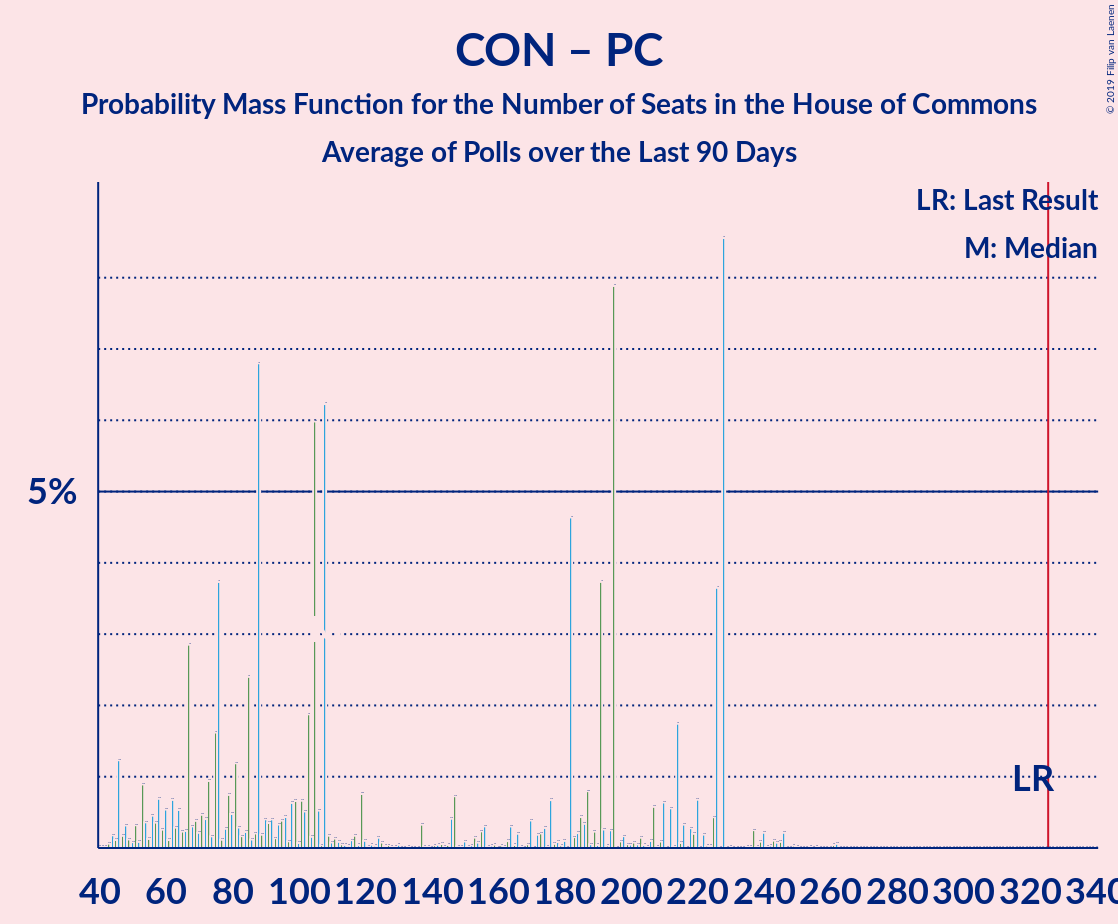 CON – PC
Probability Mass Function for the Number of Seats in the House of Commons
Average of Polls over the Last 90 Days
© 2019 Filip van Laenen
LR: Last Result
M: Median
5%
LR
40 60 80 100 120 140 160 180 200 220 240 260 280 300 320 340